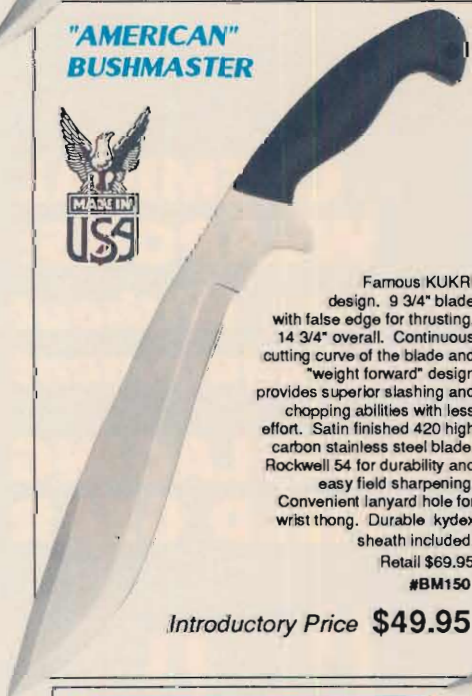 "AMERICAN"
BUSHMASTER
MADE IN
USA
Famous KUKRI
design. 9 3/4" blade
with false edge for thrusting,
14 3/4" overall. Continuous
cutting curve of the blade and
"weight forward" design
provides superior slashing and
chopping abilities with less
effort. Satin finished 420 high
carbon stainless steel blade
Rockwell 54 for durability and
easy field sharpening
Convenient lanyard hole for
wrist thong. Durable kydex
sheath included
Retail $69.95
#BM150
Introductory Price $49.95